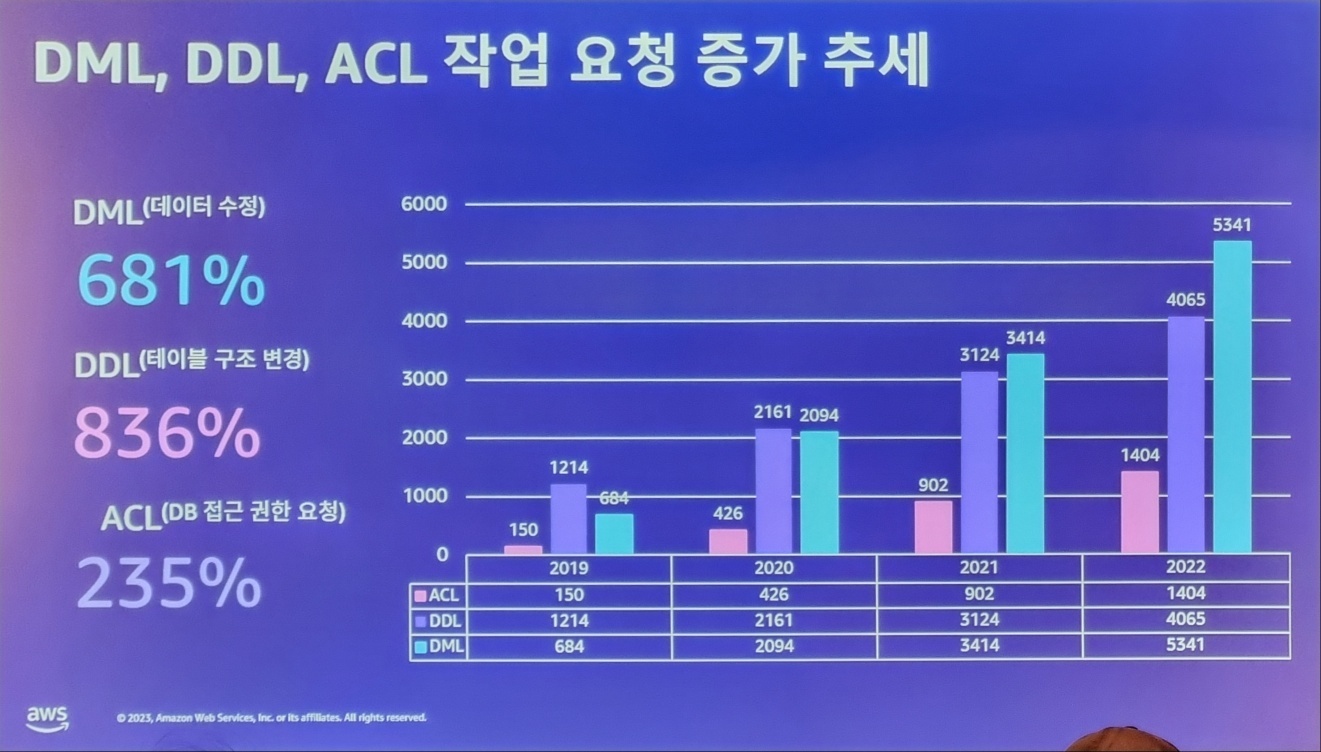 DML, DDL, ACL 작업 요청 증가 추세
DML(데이터 수정)
681%
DDL(테이블 구조 변경)
836%
ACL(DB 접근 권한 요청)
235%
6000
5000
4000
3000
2000
1000
0
150
1214
684
426
2161
2094
902
3124
3414
1404
4065
5341
2019 2020 2021 2022
ACL 150 426 902 1404
DDL 1214 2161 3124 4065
DML 684 2094 3414 5341
aws
© 2023, Amazon Web Services, Inc. or its affiliates. All rights reserved.